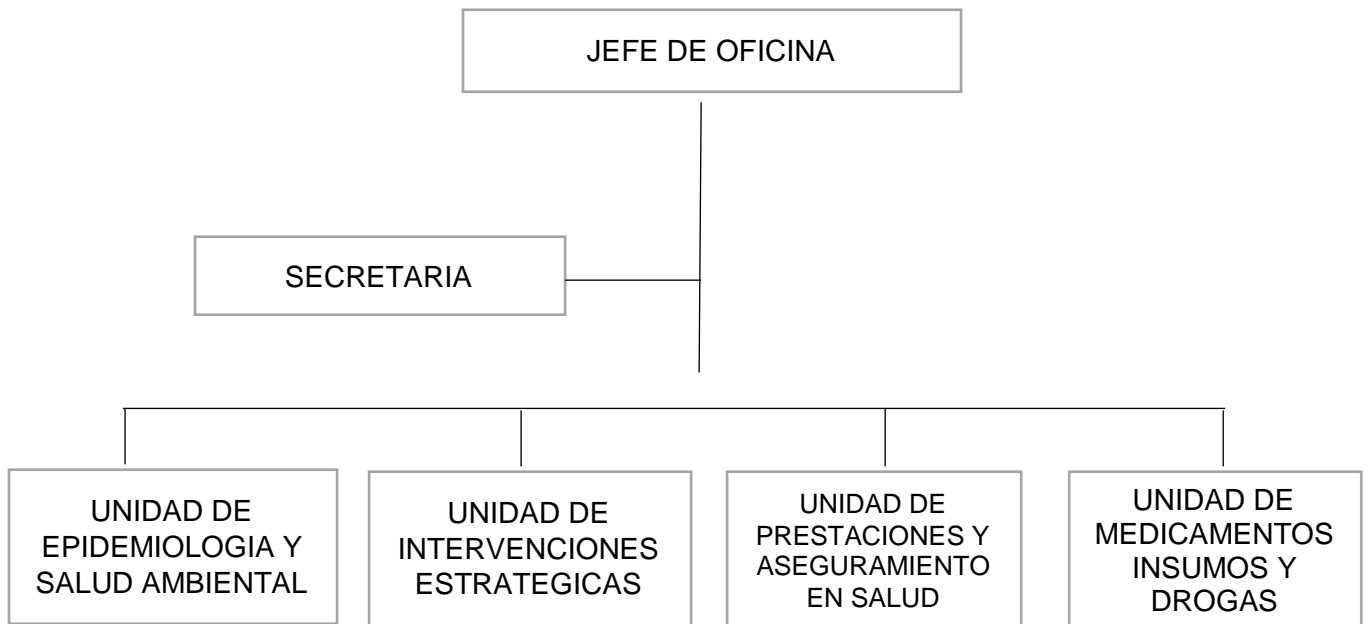 JEFE DE OFICINA
SECRETARIA
UNIDAD DE
EPIDEMIOLOGIA Y
SALUD AMBIENTAL
UNIDAD DE
INTERVENCIONES
ESTRATEGICAS
UNIDAD DE
PRESTACIONES Y
ASEGURAMIENTO
EN SALUD
UNIDAD DE
MEDICAMENTOS
INSUMOS Y
DROGAS